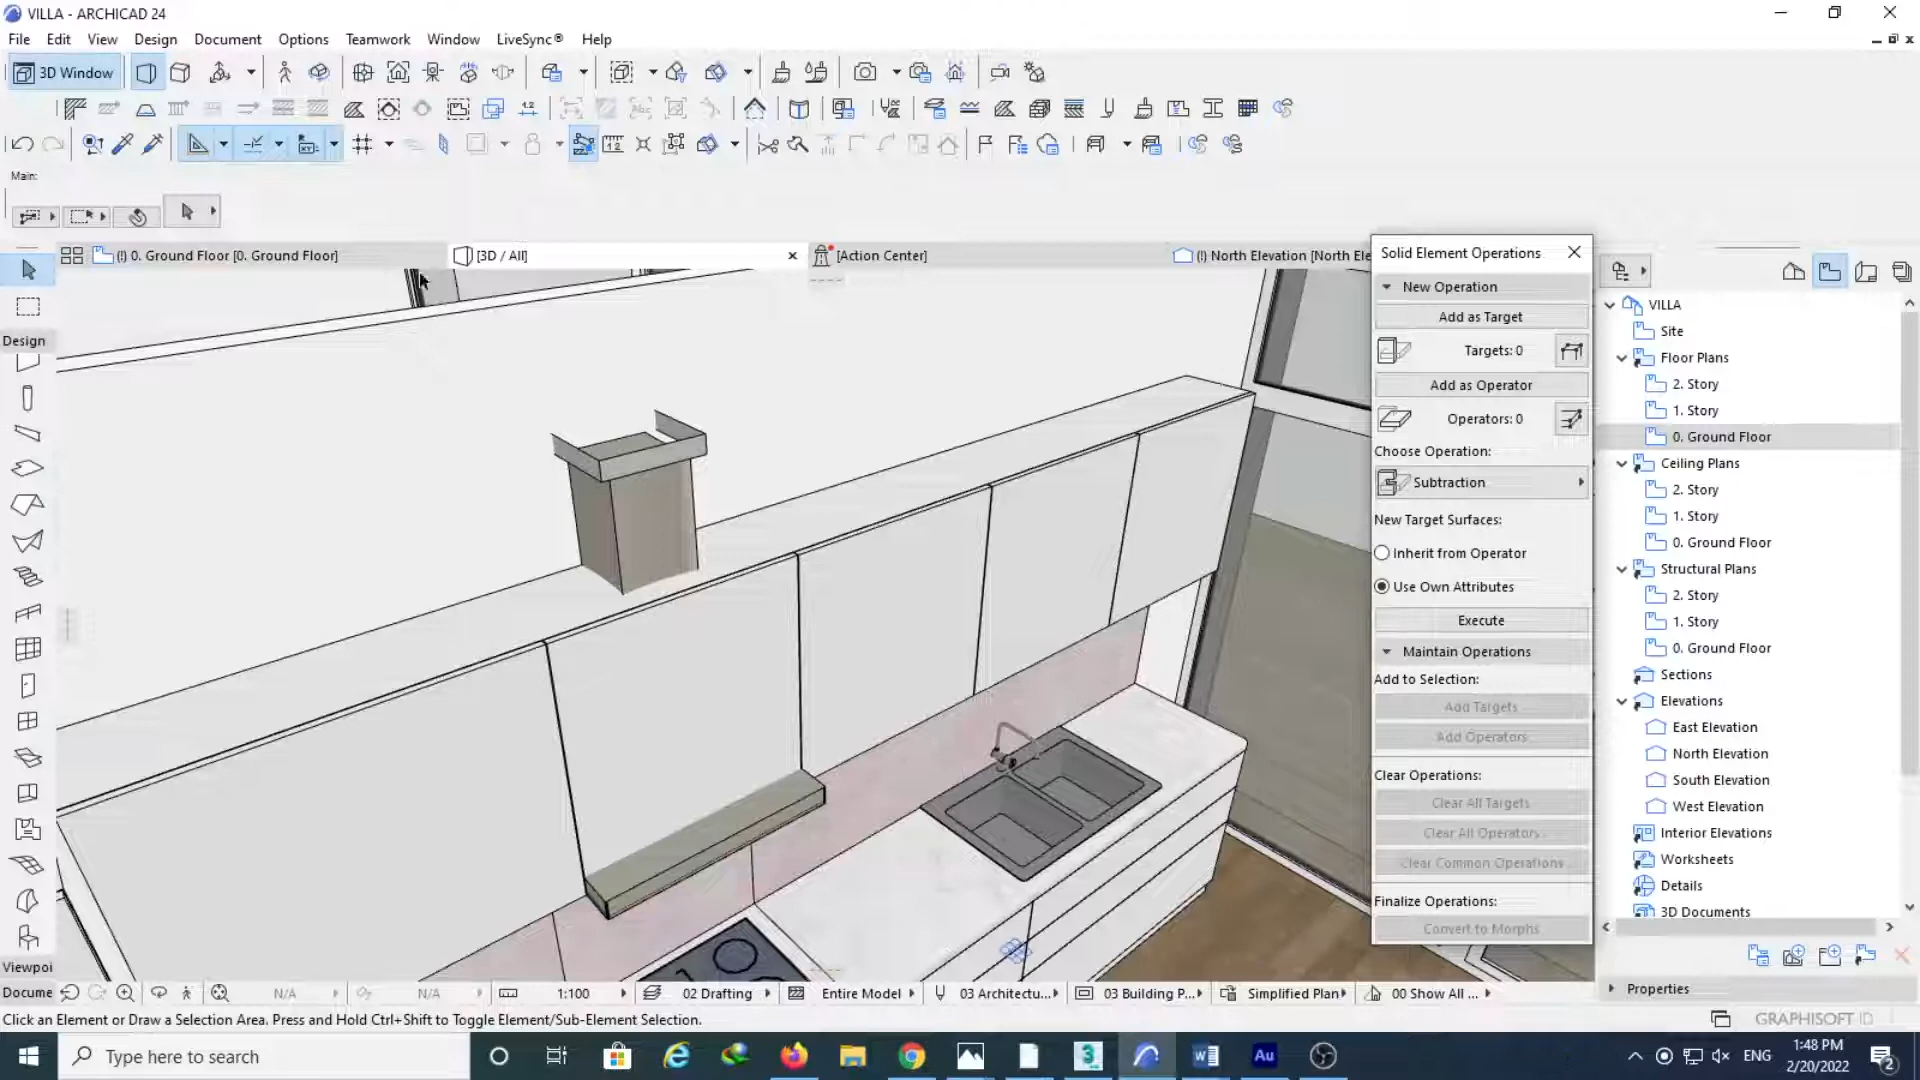 VILLA - ARCHICAD 24
File Edit View Design Document Options Teamwork Window LiveSync® Help
3D Window
Main:
(!) 0. Ground Floor [0. Ground Floor]
[3D / All]
[Action Center]
(!) North Elevation [North Ele
Solid Element Operations
New Operation
Add as Target
Targets: 0
Add as Operator
Operators: 0
Choose Operation:
Subtraction
New Target Surfaces:
Inherit from Operator
Use Own Attributes
Execute
Maintain Operations
Add to Selection:
Add Targets
Add Operators
Clear Operations:
Clear All Targets
Clear All Operators
Clear Common Operations
Finalize Operations:
Convert to Morphs
VILLA
Site
Floor Plans
2. Story
1. Story
0. Ground Floor
Ceiling Plans
2. Story
1. Story
0. Ground Floor
Structural Plans
2. Story
1. Story
0. Ground Floor
Sections
Elevations
East Elevation
North Elevation
South Elevation
West Elevation
Interior Elevations
Worksheets
Details
3D Documents
Properties
Design
Viewpoi
Docume
N/A
N/A
1:100
02 Drafting
Entire Model
03 Architectu...
03 Building P...
Simplified Plan
00 Show All ...
Click an Element or Draw a Selection Area. Press and Hold Ctrl+Shift to Toggle Element/Sub-Element Selection.
GRAPHISOFT ID
Type here to search
ENG
1:48 PM
2/20/2022
2